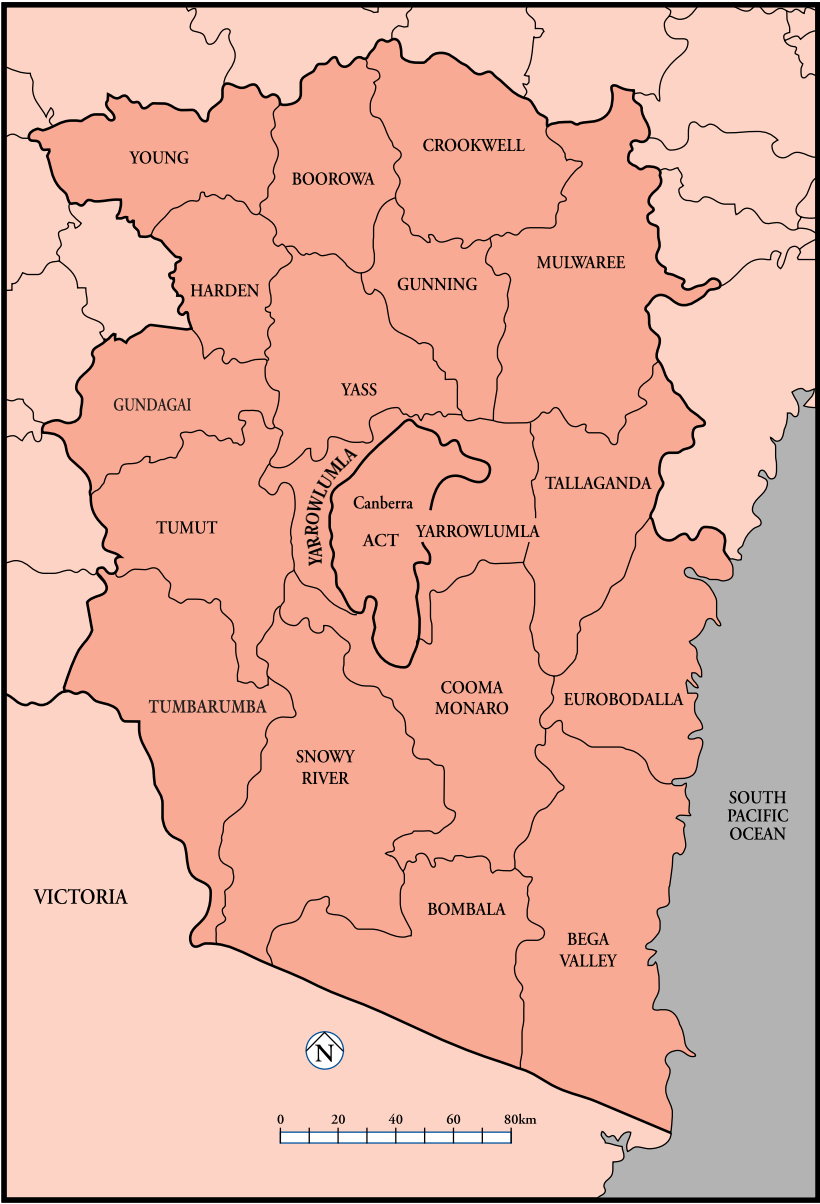 CROOKWELL
YOUNG
BOOROWA
MULWAREE
GUNNING
HARDEN
YASS
GUNDAGAI
YARROWLUMLA
TALLAGANDA
Canberra
ACT
YARROWLUMLA
TUMUT
COOMA
MONARO
EUROBODALLA
TUMBARUMBA
SNOWY
RIVER
SOUTH
PACIFIC
OCEAN
VICTORIA
BOMBALA
BEGA
VALLEY
N
0 20 40 60 80km